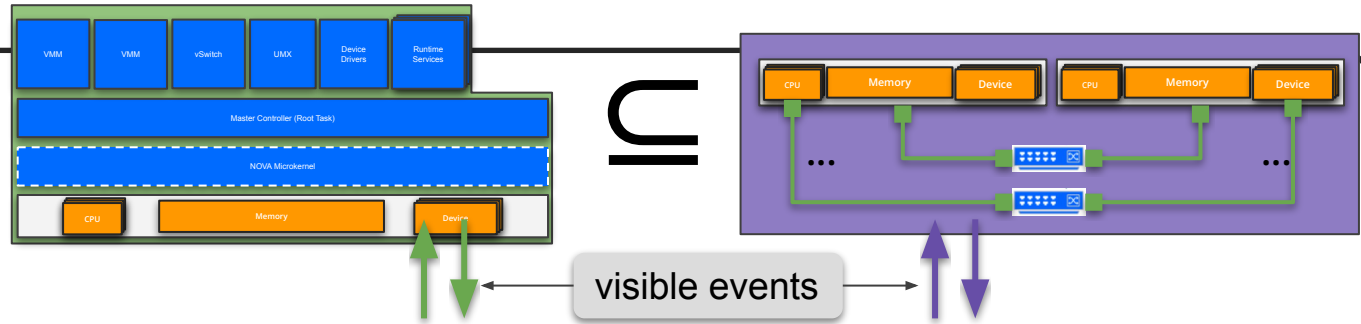 VMM
VMM
vSwitch
UMX
Device
Drivers
Runtime
Services
Master Controller (Root Task)
NOVA Microkernel
CPU
Memory
Device
⊆
CPU
Memory
Device
CPU
Memory
Device
...
...
visible events